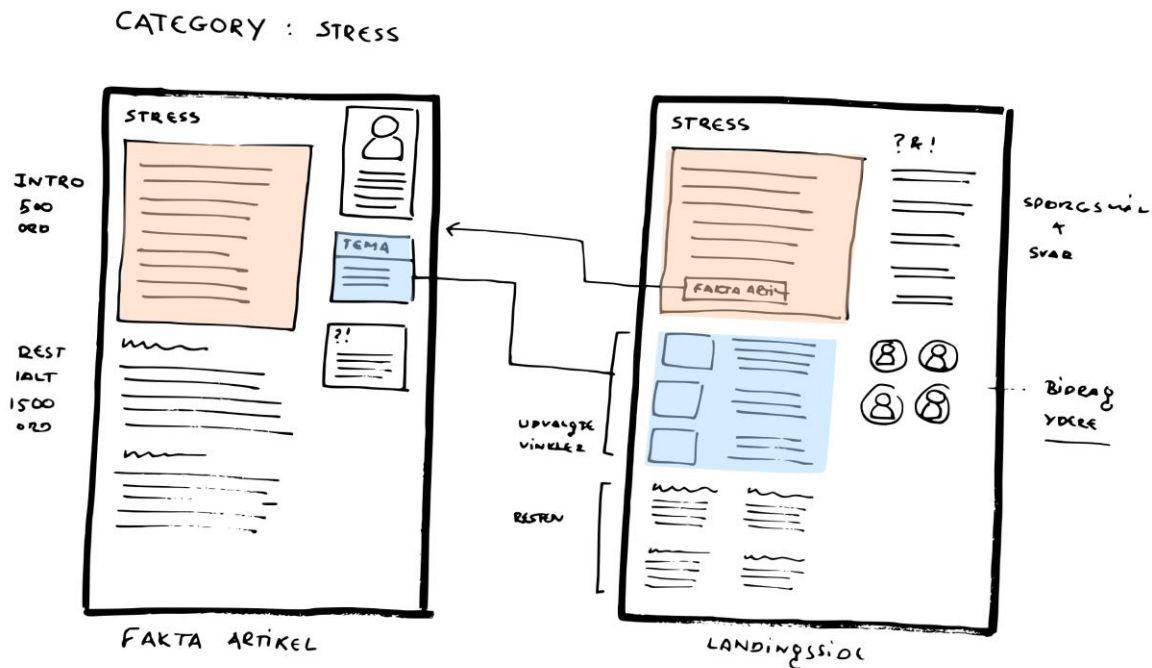 CATEGORY : STRESS
STRESS
INTRO
500
ORD
TEMA
?!
REST
IALT
1500
ORD
FAKTA ARTIKEL
STRESS
? & !
FAKTA ARTI
SPØRGSMÅL
&
SVAR
UDVALGTE
VINKLER
BIDRAG
YDERE
RESTEN
LANDINGSSIDE